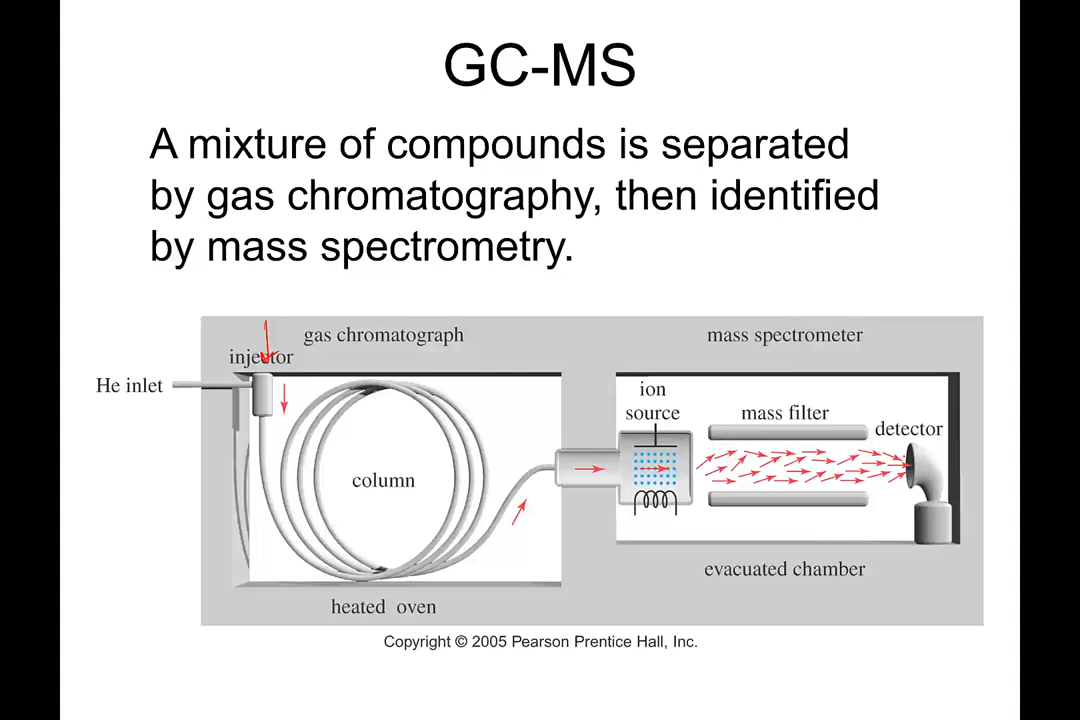 GC-MS
A mixture of compounds is separated
by gas chromatography, then identified
by mass spectrometry.
gas chromatograph
mass spectrometer
injector
He inlet
ion
source
mass filter
detector
column
evacuated chamber
heated oven
Copyright © 2005 Pearson Prentice Hall, Inc.